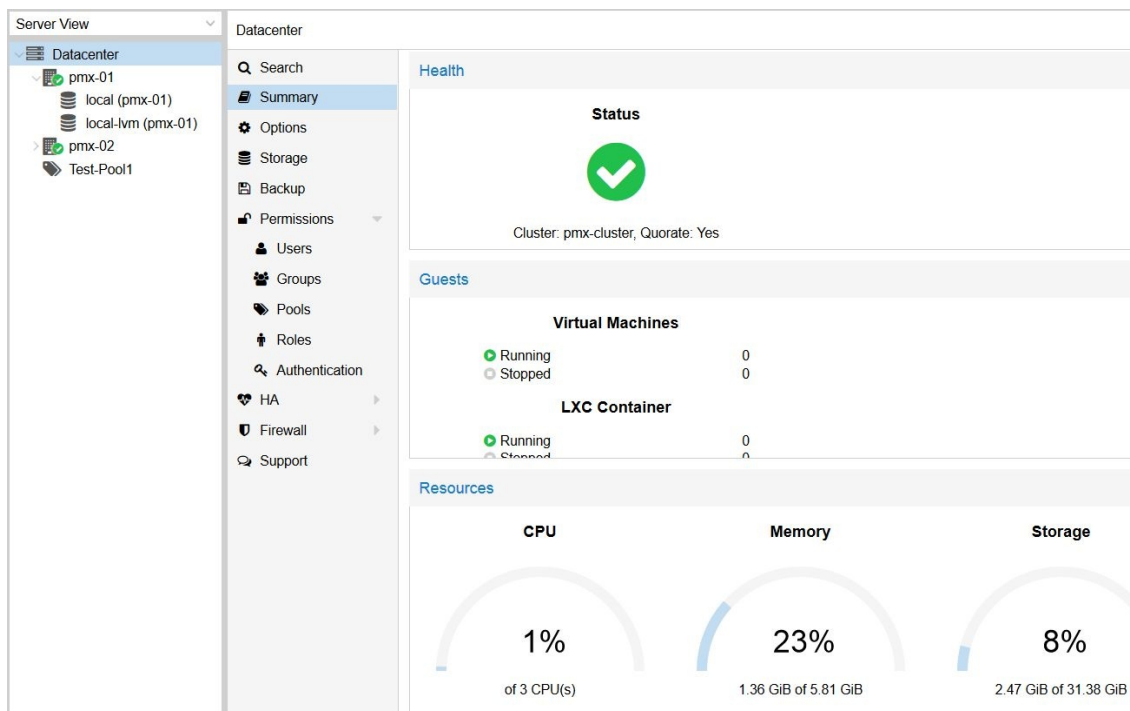 Server View
Datacenter
pmx-01
local (pmx-01)
local-lvm (pmx-01)
pmx-02
Test-Pool1
Datacenter
Search
Summary
Options
Storage
Backup
Permissions
Users
Groups
Pools
Roles
Authentication
HA
Firewall
Support
Health
Status
Cluster: pmx-cluster, Quorate: Yes
Guests
Virtual Machines
Running 0
Stopped 0
LXC Container
Running 0
Stopped 0
Resources
CPU Memory Storage
1% 23% 8%
of 3 CPU(s) 1.36 GiB of 5.81 GiB 2.47 GiB of 31.38 GiB